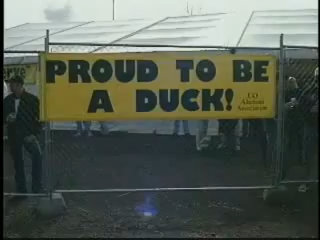 PROUD TO BE
A DUCK!
UO
Alumni
Association